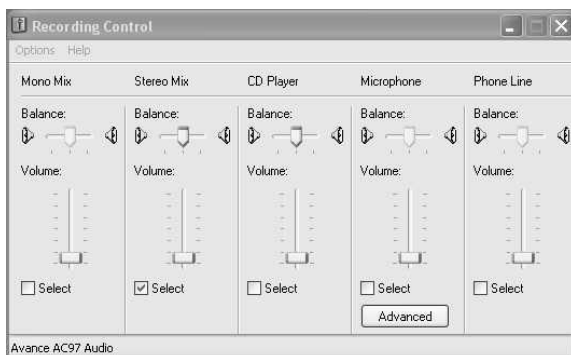 Recording Control
Options Help
Mono Mix Stereo Mix CD Player Microphone Phone Line
Balance: Balance: Balance: Balance: Balance:
Volume: Volume: Volume: Volume: Volume:
Select Select Select Select Select
Advanced
Avance AC97 Audio